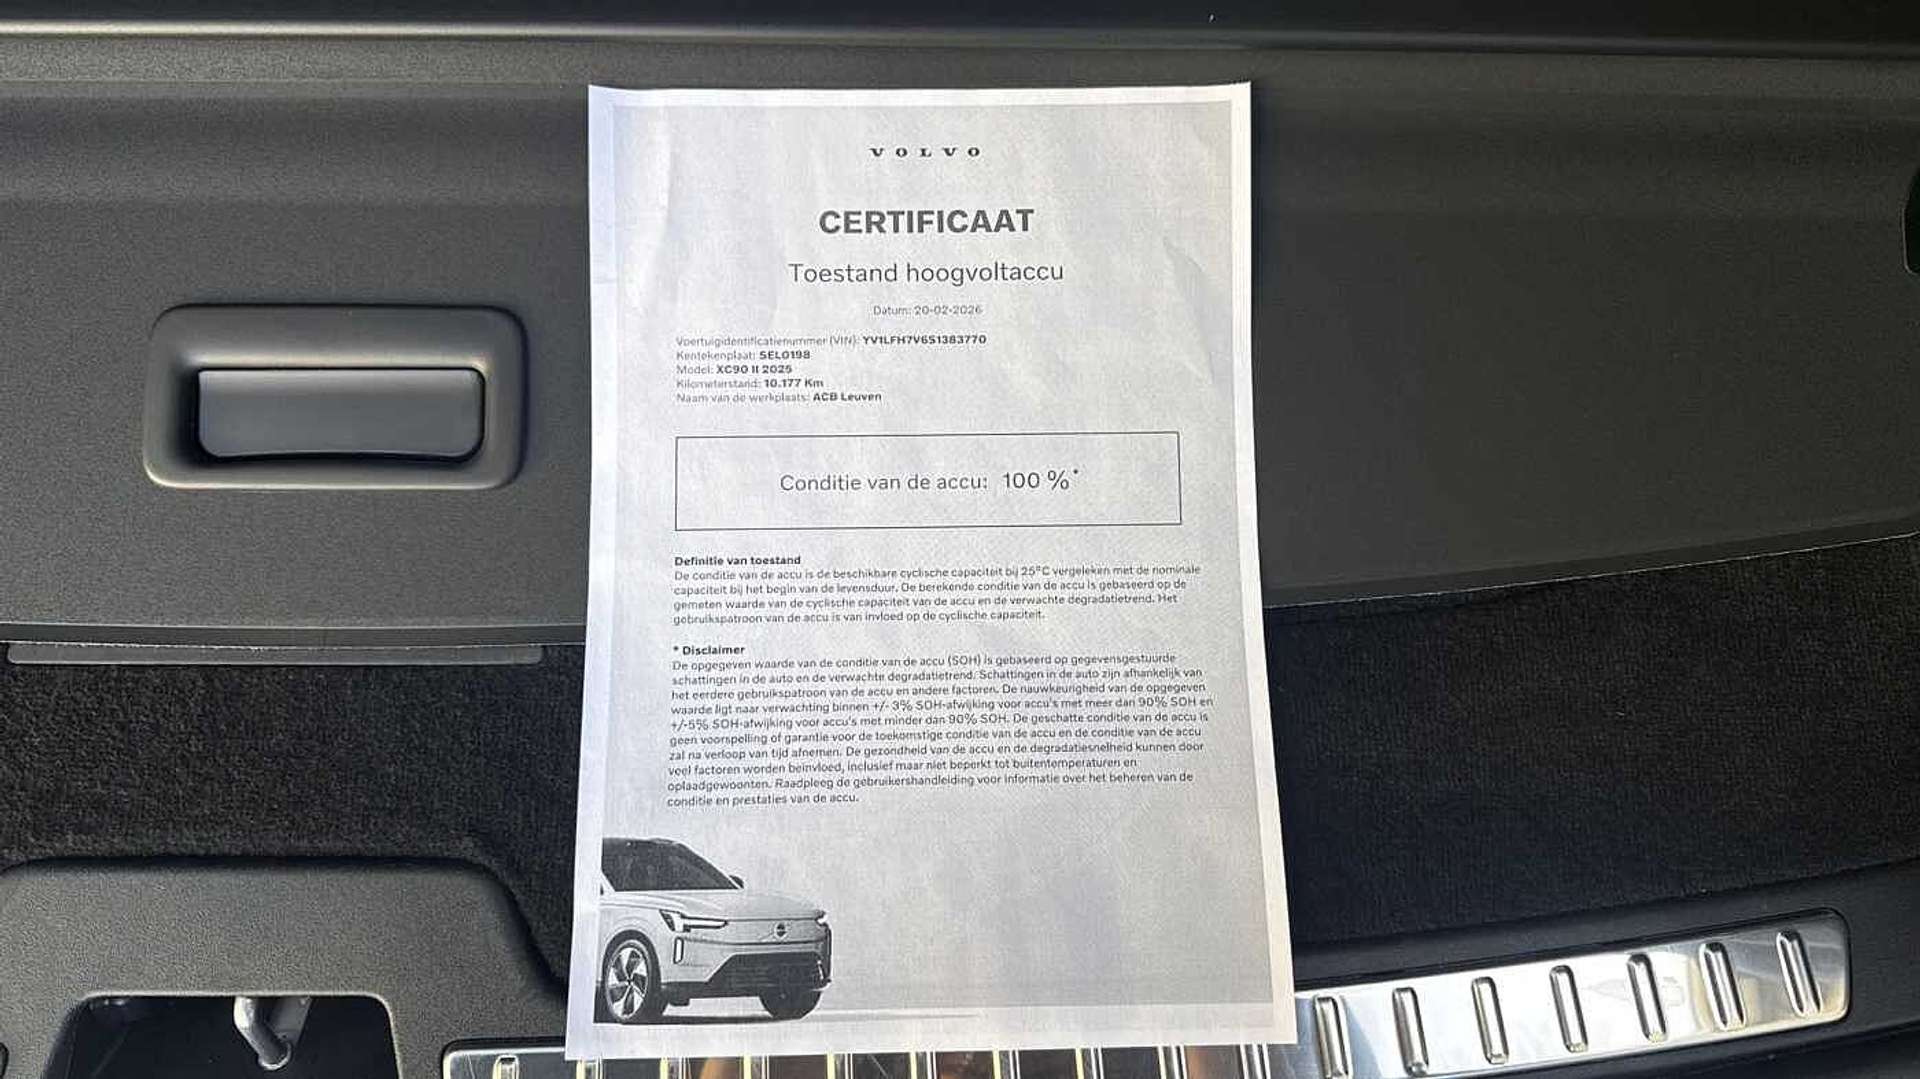 VOLVO
CERTIFICAAT
Toestand hoogvoltaccu
Datum: 20-02-2026
Voertuigidentificatienummer (VIN): YV1LFH7V6S1383770
Kentekenplaat: SEL0198
Model: XC90 II 2025
Kilometerstand: 10.177 Km
Naam van de werkplaats: ACB Leuven
Conditie van de accu: 100 %*
Definitie van toestand
De conditie van de accu is de beschikbare cyclische capaciteit bij 25°C vergeleken met de nominale
capaciteit bij het begin van de levensduur. De berekende conditie van de accu is gebaseerd op de
gemeten waarde van de cyclische capaciteit van de accu en de verwachte degradatietrend. Het
gebruikspatroon van de accu is van invloed op de cyclische capaciteit.
* Disclaimer
De opgegeven waarde van de conditie van de accu (SOH) is gebaseerd op gegevensgestuurde
schattingen in de auto en de verwachte degradatietrend. Schattingen in de auto zijn afhankelijk van
het eerdere gebruikspatroon van de accu en andere factoren. De nauwkeurigheid van de opgegeven
waarde ligt naar verwachting binnen +/- 3% SOH-afwijking voor accu's met meer dan 90% SOH en
+/-5% SOH-afwijking voor accu's met minder dan 90% SOH. De geschatte conditie van de accu is
geen voorspelling of garantie voor de toekomstige conditie van de accu en de conditie van de accu
zal na verloop van tijd afnemen. De gezondheid van de accu en de degradatiesnelheid kunnen door
veel factoren worden beïnvloed, inclusief maar niet beperkt tot buitentemperaturen en
oplaadgewoonten. Raadpleeg de gebruikershandleiding voor informatie over het beheren van de
conditie en prestaties van de accu.